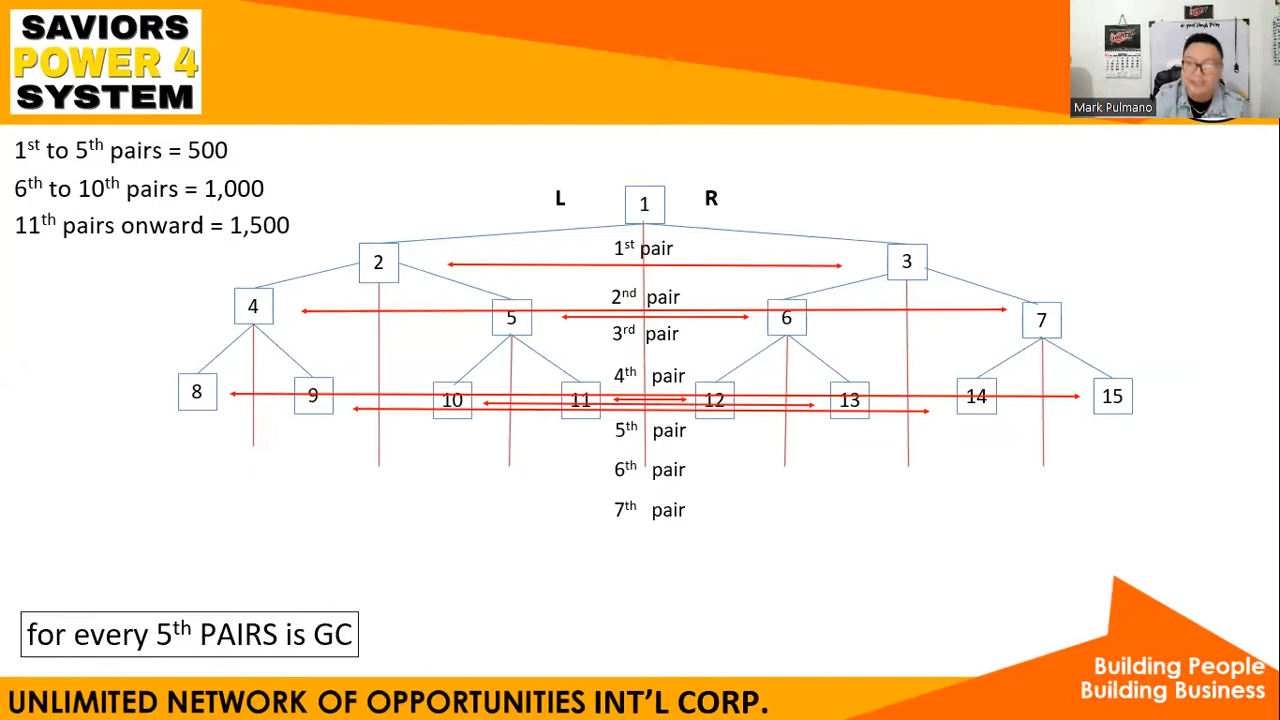 SAVIORS
POWER 4
SYSTEM
Mark Pulmano
1st to 5th pairs = 500
6th to 10th pairs = 1,000
11th pairs onward = 1,500
L
1
R
1st pair
2
3
2nd pair
4
5
6
7
3rd pair
4th pair
8
9
10
11
12
13
14
15
5th pair
6th pair
7th pair
for every 5th PAIRS is GC
Building People
Building Business
UNLIMITED NETWORK OF OPPORTUNITIES INT'L CORP.